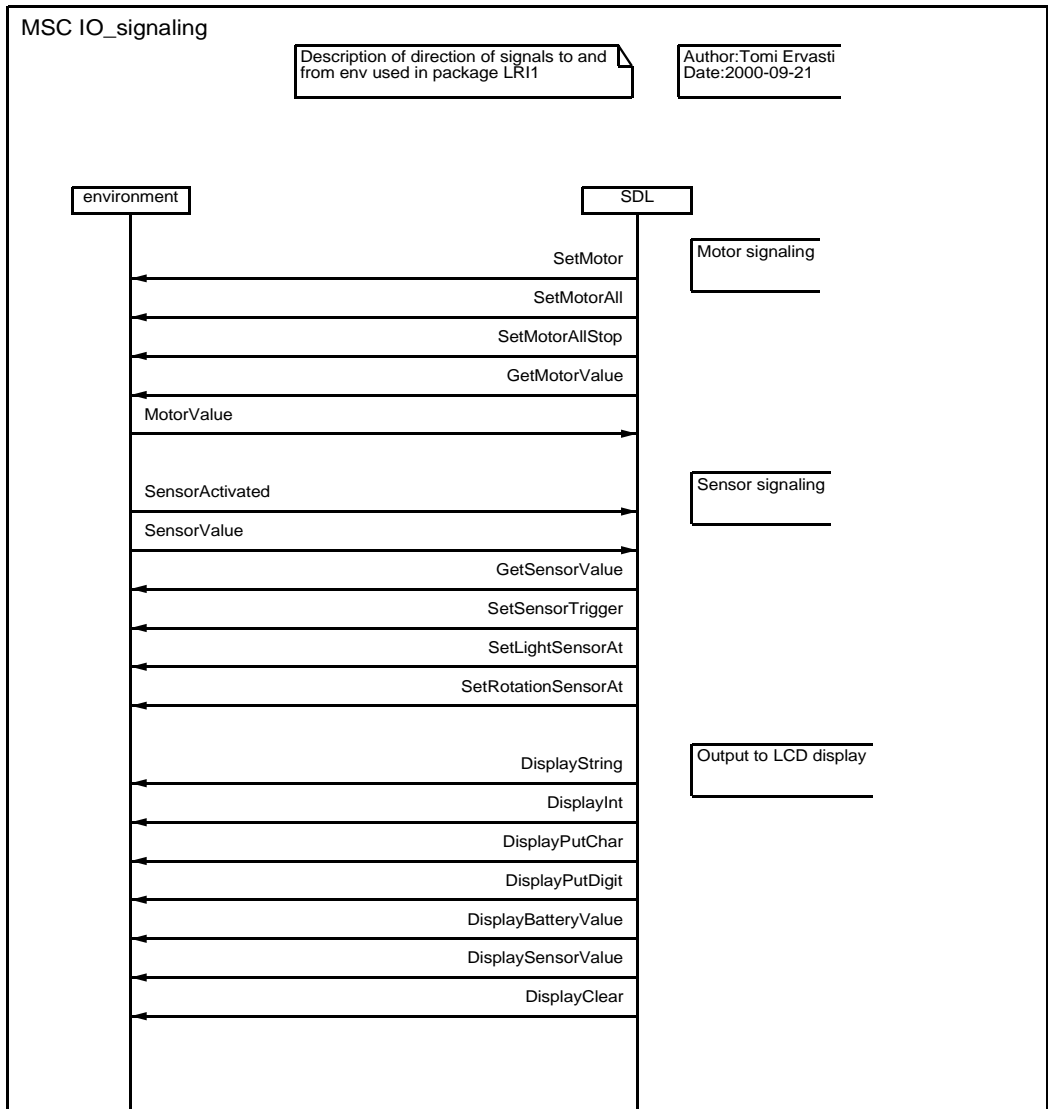 MSC IO_signaling
Description of direction of signals to and
from env used in package LRI1
Author:Tomi Ervasti
Date:2000-09-21
environment
SDL
SetMotor
Motor signaling
SetMotorAll
SetMotorAllStop
GetMotorValue
MotorValue
SensorActivated
Sensor signaling
SensorValue
GetSensorValue
SetSensorTrigger
SetLightSensorAt
SetRotationSensorAt
DisplayString
Output to LCD display
DisplayInt
DisplayPutChar
DisplayPutDigit
DisplayBatteryValue
DisplaySensorValue
DisplayClear